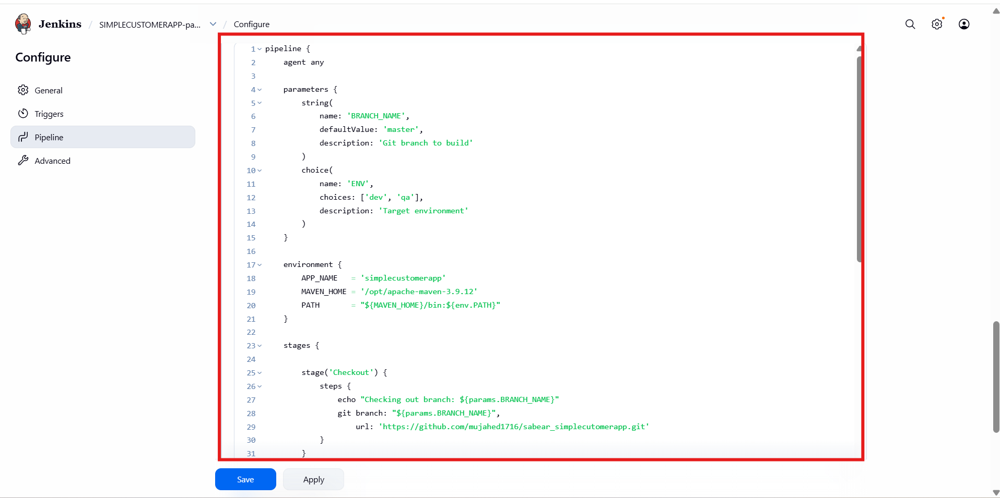 Jenkins / SIMPLECUSTOMERAPP-pa... / Configure
Configure
General
Triggers
Pipeline
Advanced
1 pipeline {
2     agent any
3
4     parameters {
5         string(
6             name: 'BRANCH_NAME',
7             defaultValue: 'master',
8             description: 'Git branch to build'
9         )
10         choice(
11             name: 'ENV',
12             choices: ['dev', 'qa'],
13             description: 'Target environment'
14         )
15     }
16
17     environment {
18         APP_NAME   = 'simplecustomerapp'
19         MAVEN_HOME = '/opt/apache-maven-3.9.12'
20         PATH       = "${MAVEN_HOME}/bin:${env.PATH}"
21     }
22
23     stages {
24
25         stage('Checkout') {
26             steps {
27                 echo "Checking out branch: ${params.BRANCH_NAME}"
28                 git branch: "${params.BRANCH_NAME}",
29                     url: 'https://github.com/mujahed1716/sabear_simplecutomerapp.git'
30             }
31         }
Save
Apply